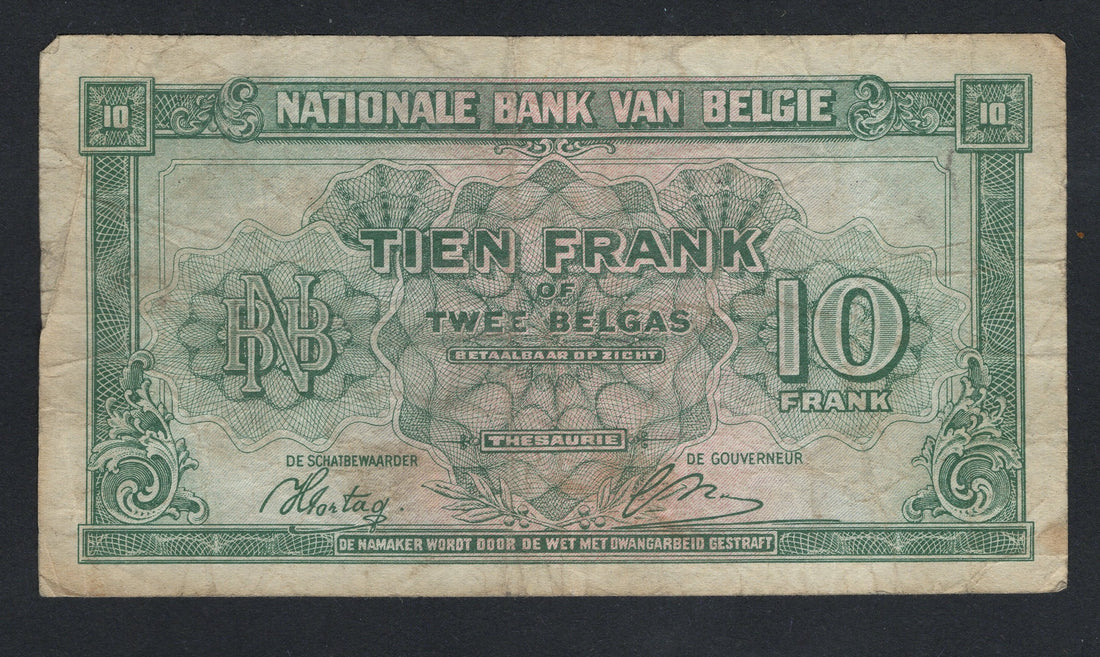 10 NATIONALE BANK VAN BELGIE 10
TIEN FRANK
OF
TWEE BELGAS
BETAALBAAR OP ZICHT
BNB
10
FRANK
THESAURIE
DE SCHATBEWAARDER
DE GOUVERNEUR
DE NAMAKER WORDT DOOR DE WET MET DWANGARBEID GESTRAFT